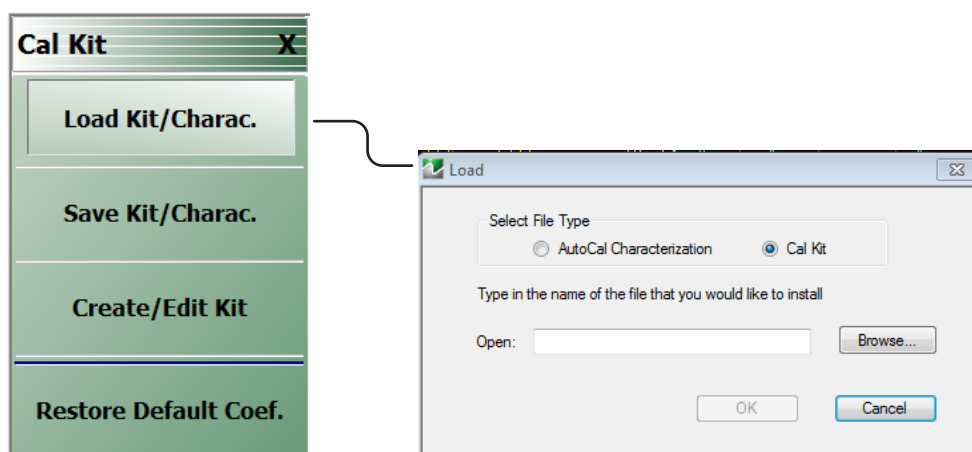 Cal Kit X
Load Kit/Charac.
Save Kit/Charac.
Create/Edit Kit
Restore Default Coef.
Load
Select File Type
AutoCal Characterization Cal Kit
Type in the name of the file that you would like to install
Open: Browse...
OK Cancel